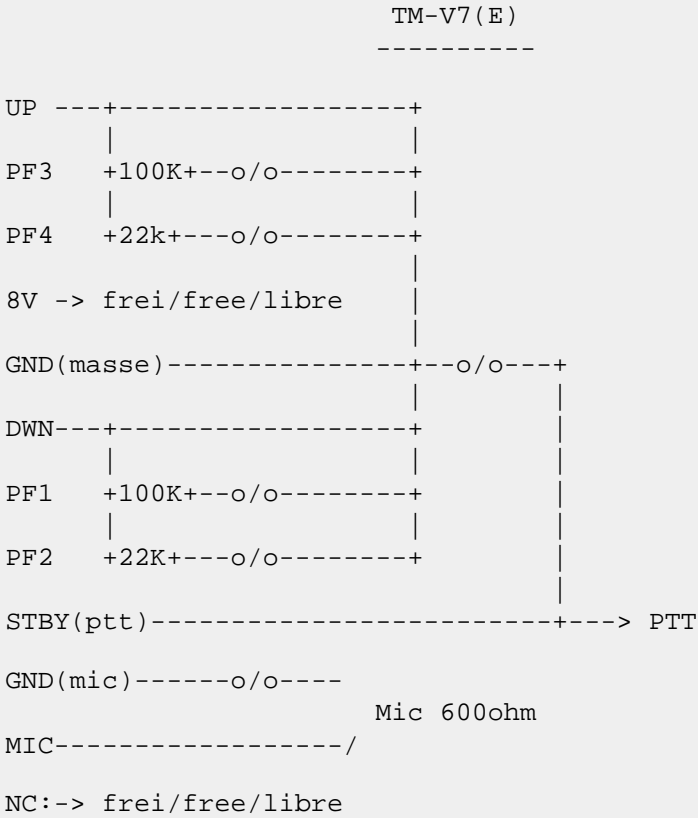 TM-V7(E)
                       ----------

UP ---+------------------+
      |                  |
PF3   +100K+--o/o--------+
      |                  |
PF4   +22k+---o/o--------+
                         |
8V -> frei/free/libre    |
                         |
GND(masse)---------------+--o/o---+
                         |        |
DWN---+------------------+        |
      |                  |        |
PF1   +100K+--o/o--------+        |
      |                  |        |
PF2   +22K+---o/o--------+        |
                                  |
STBY(ptt)-------------------------+---> PTT

GND(mic)------o/o----
                       Mic 600ohm
MIC------------------/

NC:-> frei/free/libre